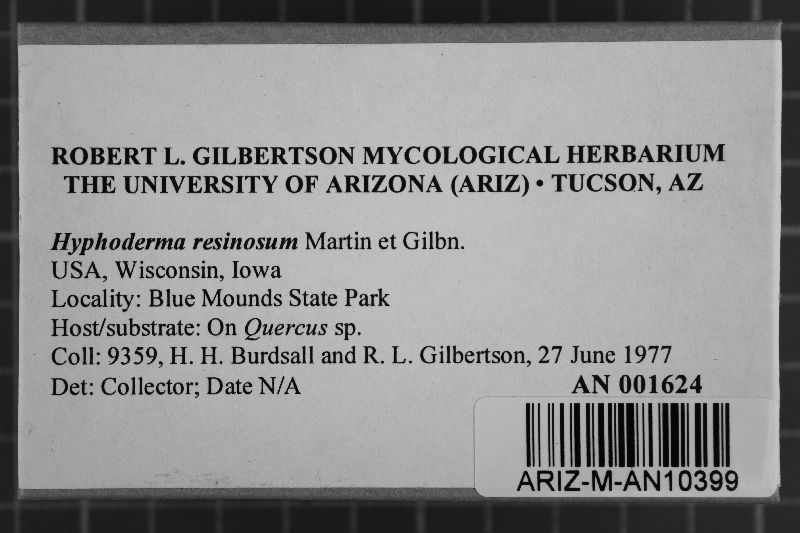 ROBERT L. GILBERTSON MYCOLOGICAL HERBARIUM
THE UNIVERSITY OF ARIZONA (ARIZ) • TUCSON, AZ
Hyphoderma resinosum Martin et Gilbn.
USA, Wisconsin, Iowa
Locality: Blue Mounds State Park
Host/substrate: On Quercus sp.
Coll: 9359, H. H. Burdsall and R. L. Gilbertson, 27 June 1977
Det: Collector; Date N/A AN 001624
ARIZ-M-AN10399